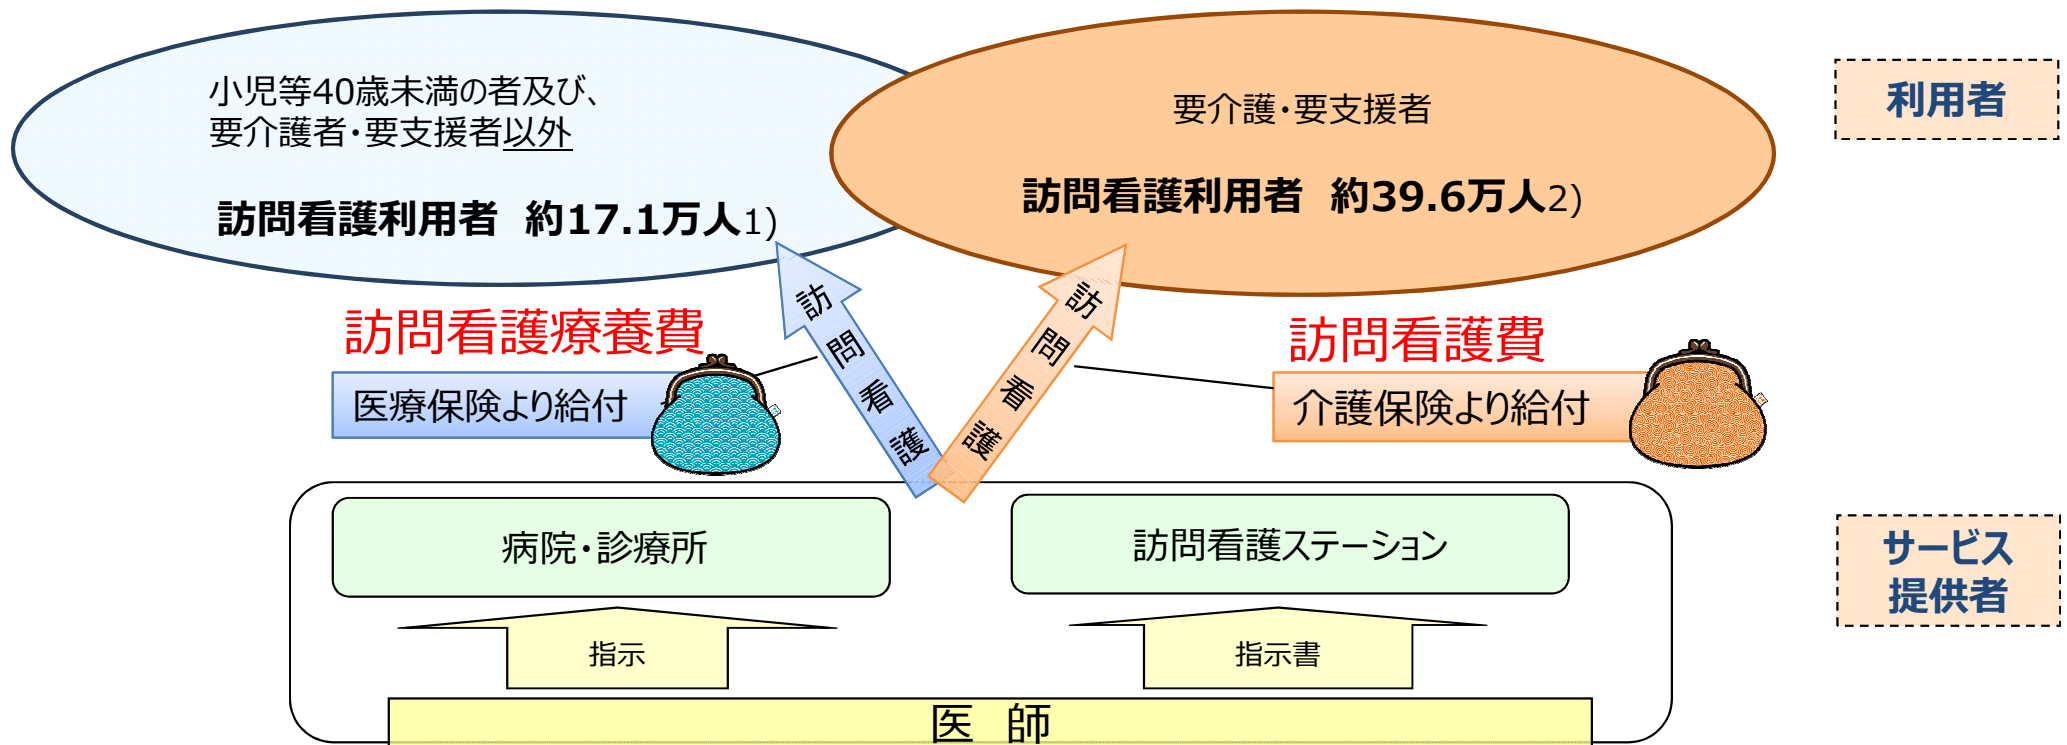 小児等40歳未満の者及び、
要介護者・要支援者以外
訪問看護利用者 約17.1万人1)
要介護・要支援者
訪問看護利用者 約39.6万人2)
利用者
訪問看護療養費
医療保険より給付
訪問看護
訪問看護
訪問看護費
介護保険より給付
病院・診療所
訪問看護ステーション
サービス
提供者
指示
指示書
医 師